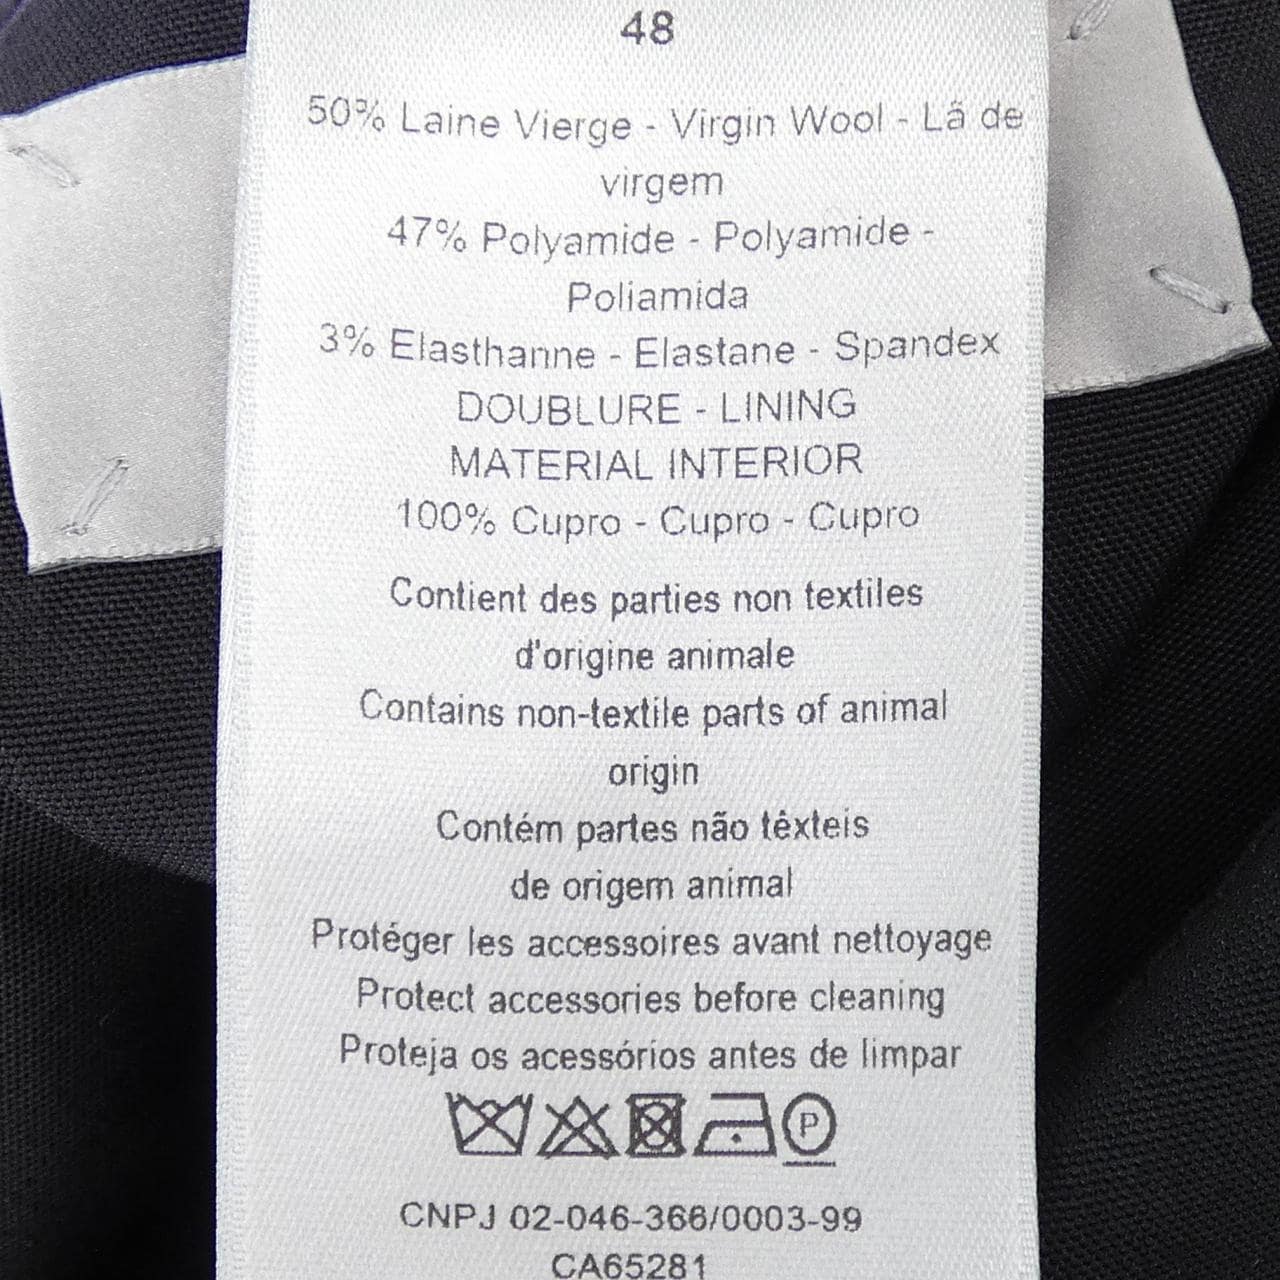 48
50% Laine Vierge - Virgin Wool - Lã de
virgem
47% Polyamide - Polyamide -
Poliamida
3% Elasthanne - Elastane - Spandex
DOUBLURE - LINING
MATERIAL INTERIOR
100% Cupro - Cupro - Cupro
Contient des parties non textiles
d'origine animale
Contains non-textile parts of animal
origin
Contém partes não têxteis
de origem animal
Protéger les accessoires avant nettoyage
Protect accessories before cleaning
Proteja os acessórios antes de limpar
P
CNPJ 02-046-366/0003-99
CA65281